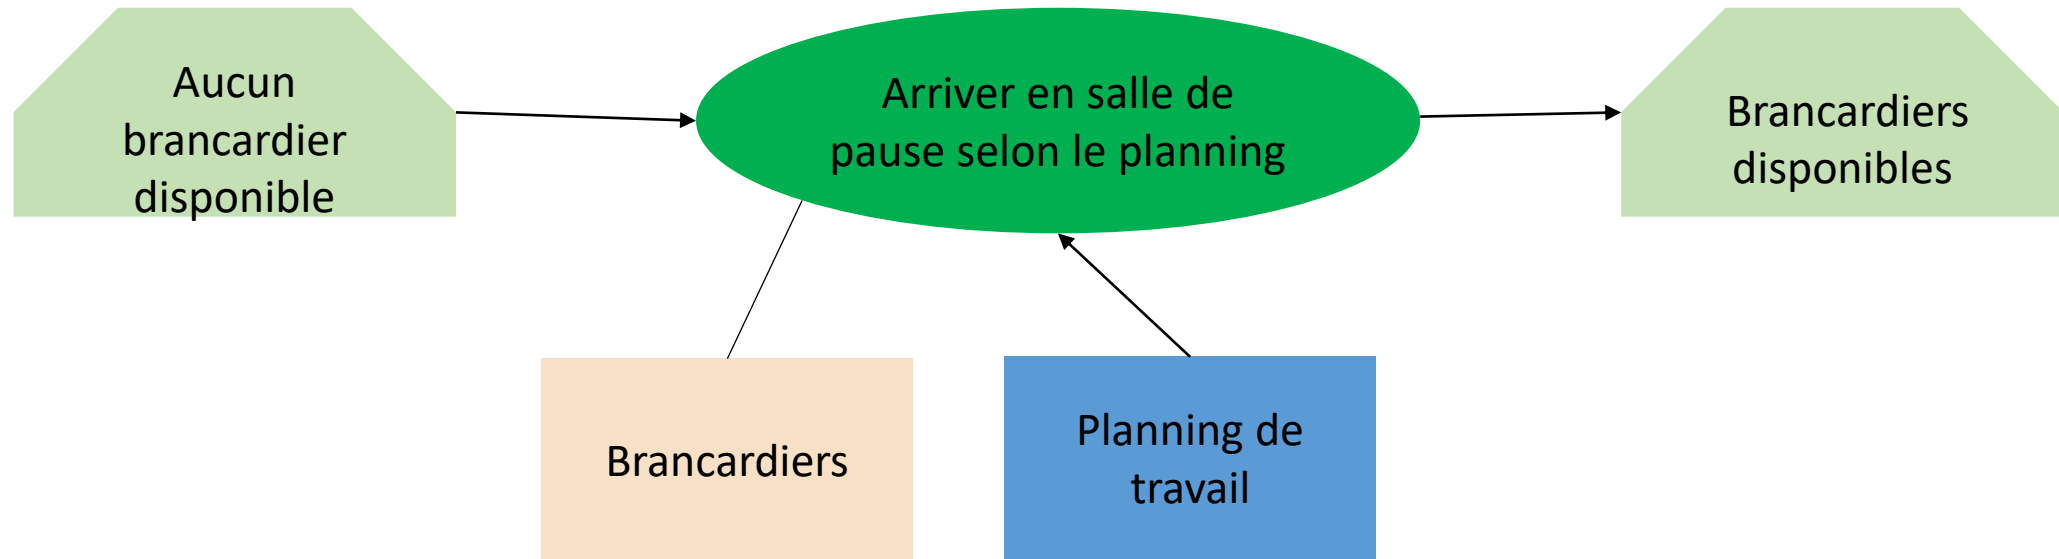 Aucun
brancardier
disponible
Arriver en salle de
pause selon le planning
Brancardiers
disponibles
Brancardiers
Planning de
travail